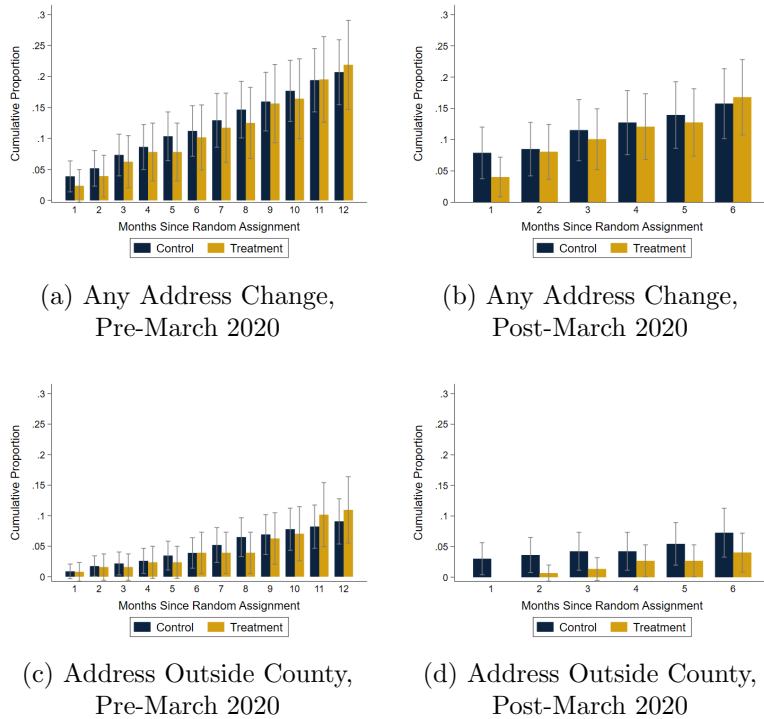 Cumulative Proportion
.3
.25
.2
.15
.1
.05
0
1 2 3 4 5 6 7 8 9 10 11 12
Months Since Random Assignment
Control Treatment
(a) Any Address Change,
Pre-March 2020
Cumulative Proportion
.3
.25
.2
.15
.1
.05
0
1 2 3 4 5 6
Months Since Random Assignment
Control Treatment
(b) Any Address Change,
Post-March 2020
Cumulative Proportion
.3
.25
.2
.15
.1
.05
0
1 2 3 4 5 6 7 8 9 10 11 12
Months Since Random Assignment
Control Treatment
(c) Address Outside County,
Pre-March 2020
Cumulative Proportion
.3
.25
.2
.15
.1
.05
0
1 2 3 4 5 6
Months Since Random Assignment
Control Treatment
(d) Address Outside County,
Post-March 2020